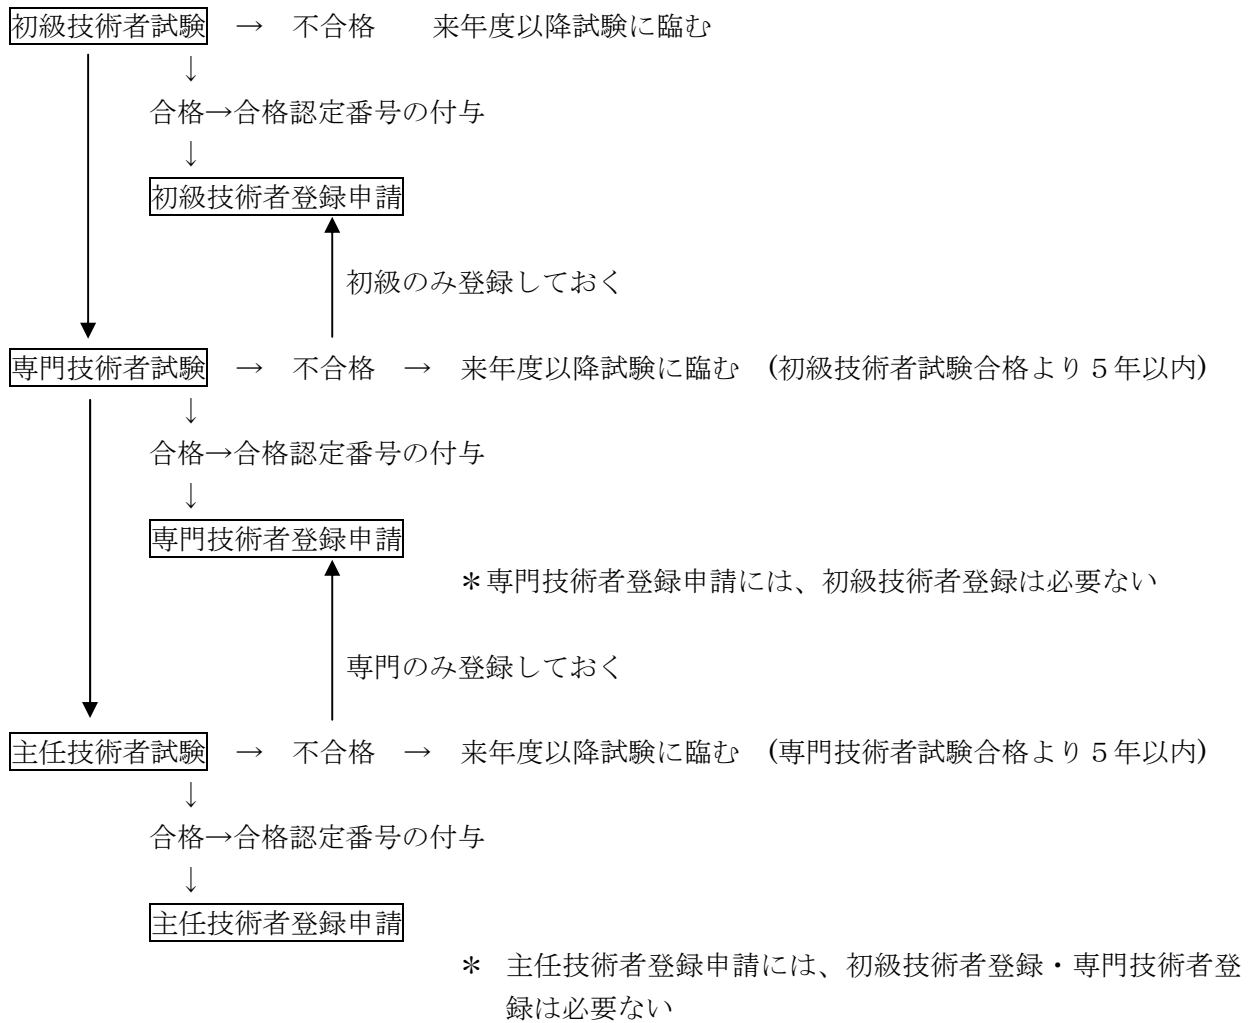 初級技術者試験 → 不合格 来年度以降試験に臨む
↓
合格→合格認定番号の付与
↓
初級技術者登録申請
初級のみ登録しておく
専門技術者試験 → 不合格 → 来年度以降試験に臨む (初級技術者試験合格より５年以内)
↓
合格→合格認定番号の付与
↓
専門技術者登録申請
＊専門技術者登録申請には、初級技術者登録は必要ない
専門のみ登録しておく
主任技術者試験 → 不合格 → 来年度以降試験に臨む (専門技術者試験合格より５年以内)
↓
合格→合格認定番号の付与
↓
主任技術者登録申請
＊ 主任技術者登録申請には、初級技術者登録・専門技術者登
録は必要ない